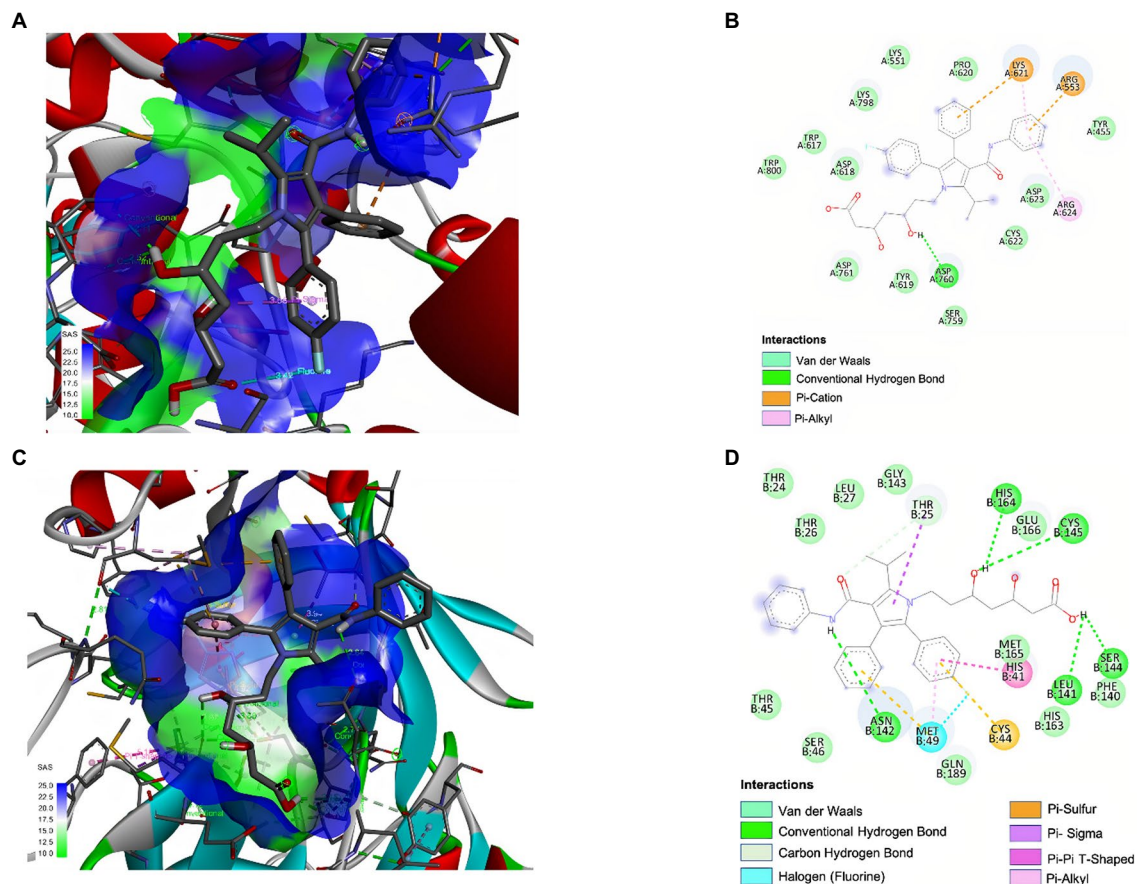 A
B
SAS
25.0
22.5
20.0
17.5
15.0
12.5
10.0
LYS
A:551
PRO
A:620
LYS
A:621
ARG
A:553
LYS
A:798
TYR
A:455
TRP
A:617
TRP
A:800
ASP
A:618
ASP
A:623
ARG
A:624
CYS
A:622
ASP
A:761
TYR
A:619
ASP
A:760
SER
A:759
H
N
O
Interactions
Van der Waals
Conventional Hydrogen Bond
Pi-Cation
Pi-Alkyl
C
D
SAS
25.0
22.5
20.0
17.5
15.0
12.5
10.0
THR
B:24
LEU
B:27
GLY
B:143
THR
B:26
THR
B:25
HIS
B:164
GLU
B:166
CYS
B:145
H
N
O
MET
B:165
HIS
B:41
SER
B:144
LEU
B:141
PHE
B:140
THR
B:45
ASN
B:142
MET
B:49
CYS
B:44
HIS
B:163
SER
B:46
GLN
B:189
Interactions
Van der Waals
Conventional Hydrogen Bond
Carbon Hydrogen Bond
Halogen (Fluorine)
Pi-Sulfur
Pi- Sigma
Pi-Pi T-Shaped
Pi-Alkyl